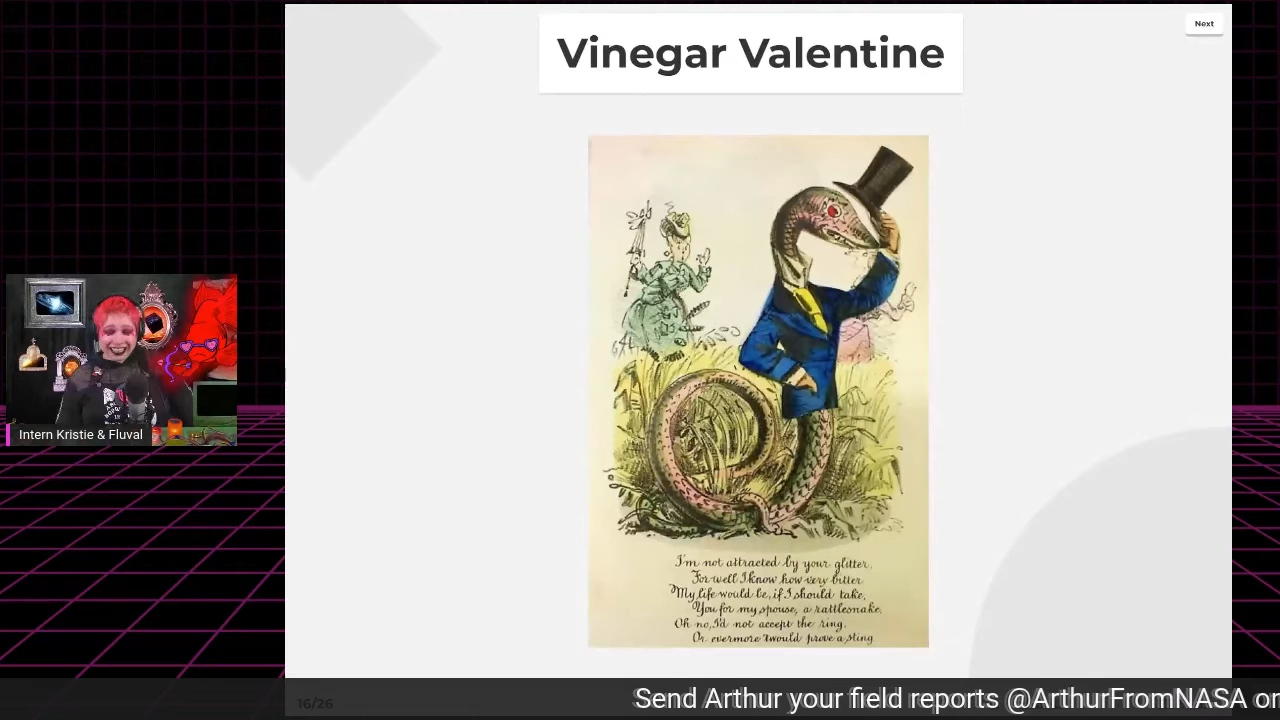 Vinegar Valentine
Next
I'm not attracted by your glitter,
For well I know how very bitter
My life would be, if I should take,
You for my spouse, a rattlesnake,
Oh no, I'd not accept the ring,
Or evermore 'twould prove a sting
Intern Kristie & Fluval
16/26
Send Arthur your field reports @ArthurFromNASA or